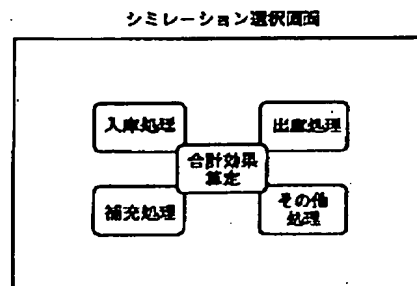 シミレーション選択画面
入庫処理
出庫処理
合計効果
算定
補充処理
その他
処理